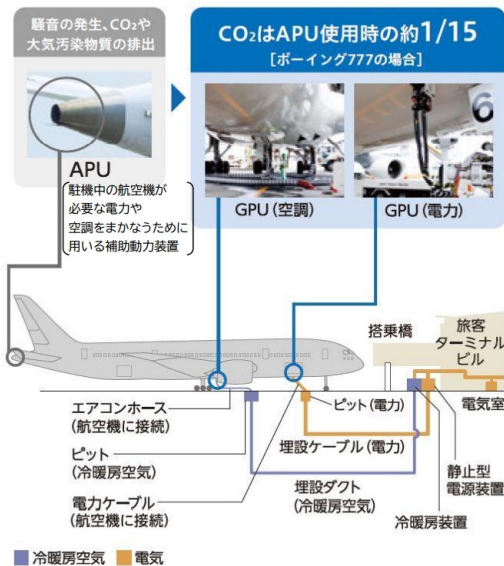 騒音の発生、CO₂や
大気汚染物質の排出
CO₂はAPU使用時の約1/15
［ボーイング777の場合］
6
APU
駐機中の航空機が
必要な電力や
空調をまかなうために
用いる補助動力装置
GPU（空調）
GPU（電力）
搭乗橋
旅客
ターミナル
ビル
エアコンホース
（航空機に接続）
ピット（電力）
電気室
ピット
（冷暖房空気）
埋設ケーブル（電力）
静止型
電源装置
電力ケーブル
（航空機に接続）
埋設ダクト
（冷暖房空気）
冷暖房装置
冷暖房空気
電気